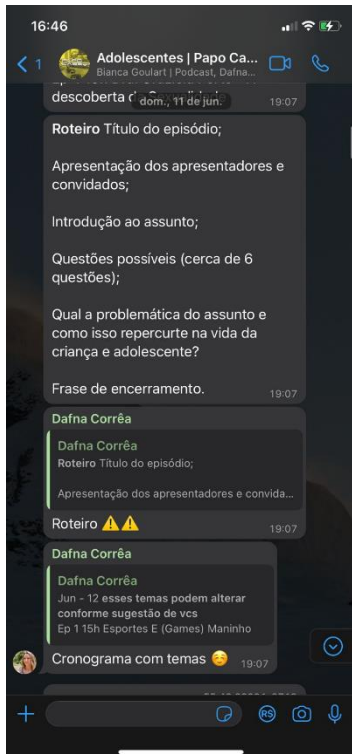 16:46
1
Adolescentes | Papo Ca...
Bianca Goulart | Podcast, Dafna...
descoberta d
dom., 11 de jun.
19:07
Roteiro Título do episódio;
Apresentação dos apresentadores e
convidados;
Introdução ao assunto;
Questões possíveis (cerca de 6
questões);
Qual a problemática do assunto e
como isso repercurte na vida da
criança e adolescente?
Frase de encerramento.
19:07
Dafna Corrêa
Dafna Corrêa
Roteiro Título do episódio;
Apresentação dos apresentadores e convida...
Roteiro ⚠️⚠️
19:07
Dafna Corrêa
Dafna Corrêa
Jun - 12 esses temas podem alterar
conforme sugestão de vcs
Ep 1 15h Esportes E (Games) Maninho
Cronograma com temas ☺️
19:07
RS